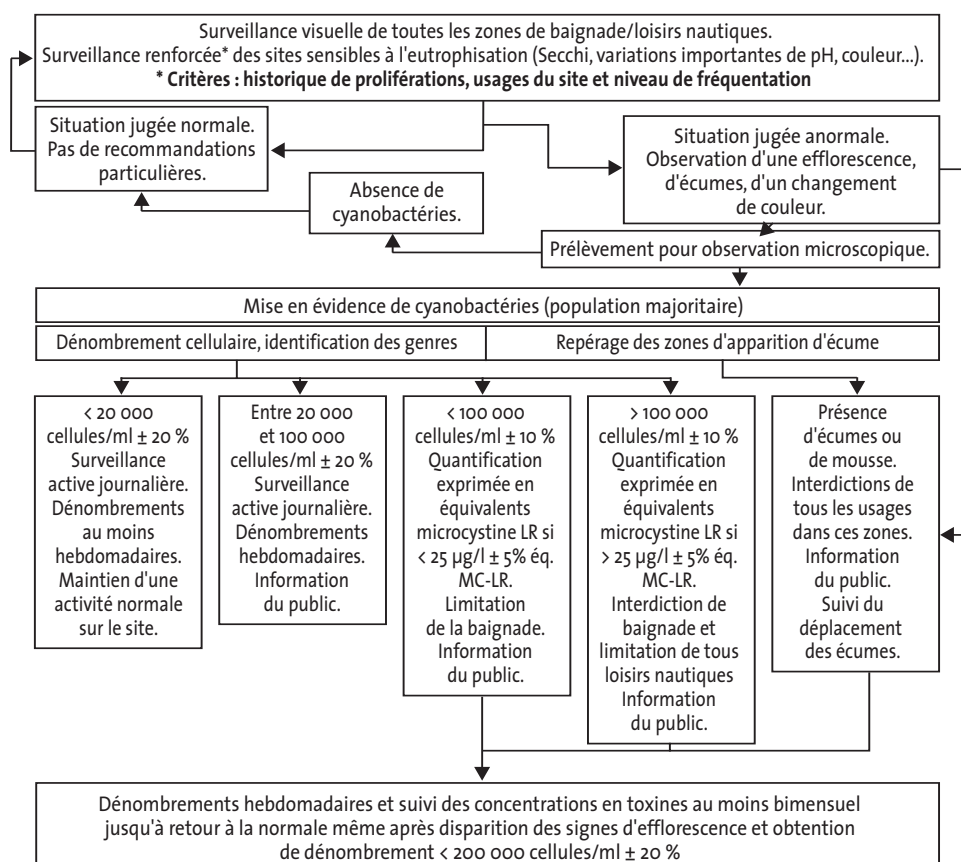 Surveillance visuelle de toutes les zones de baignade/loisirs nautiques.
Surveillance renforcée* des sites sensibles à l'eutrophisation (Secchi, variations importantes de pH, couleur...).
* Critères : historique de proliférations, usages du site et niveau de fréquentation
Situation jugée normale.
Pas de recommandations
particulières.
Situation jugée anormale.
Observation d'une efflorescence,
d'écumes, d'un changement
de couleur.
Absence de
cyanobactéries.
Prélèvement pour observation microscopique.
Mise en évidence de cyanobactéries (population majoritaire)
Dénombrement cellulaire, identification des genres
Repérage des zones d'apparition d'écume
< 20 000
cellules/ml ± 20 %
Surveillance
active journalière.
Dénombrements
au moins
hebdomadaires.
Maintien d'une
activité normale
sur le site.
Entre 20 000
et 100 000
cellules/ml ± 20 %
Surveillance
active journalière.
Dénombrements
hebdomadaires.
Information
du public.
< 100 000
cellules/ml ± 10 %
Quantification
exprimée en
équivalents
microcystine LR si
< 25 µg/l ± 5% éq.
MC-LR.
Limitation
de la baignade.
Information
du public.
> 100 000
cellules/ml ± 10 %
Quantification
exprimée en
équivalents
microcystine LR si
> 25 µg/l ± 5% éq.
MC-LR.
Interdiction de
baignade et
limitation de tous
loisirs nautiques
Information
du public.
Présence
d'écumes ou
de mousse.
Interdictions de
tous les usages
dans ces zones.
Information
du public.
Suivi du
déplacement
des écumes.
Dénombrements hebdomadaires et suivi des concentrations en toxines au moins bimensuel
jusqu'à retour à la normale même après disparition des signes d'efflorescence et obtention
de dénombrement < 200 000 cellules/ml ± 20 %